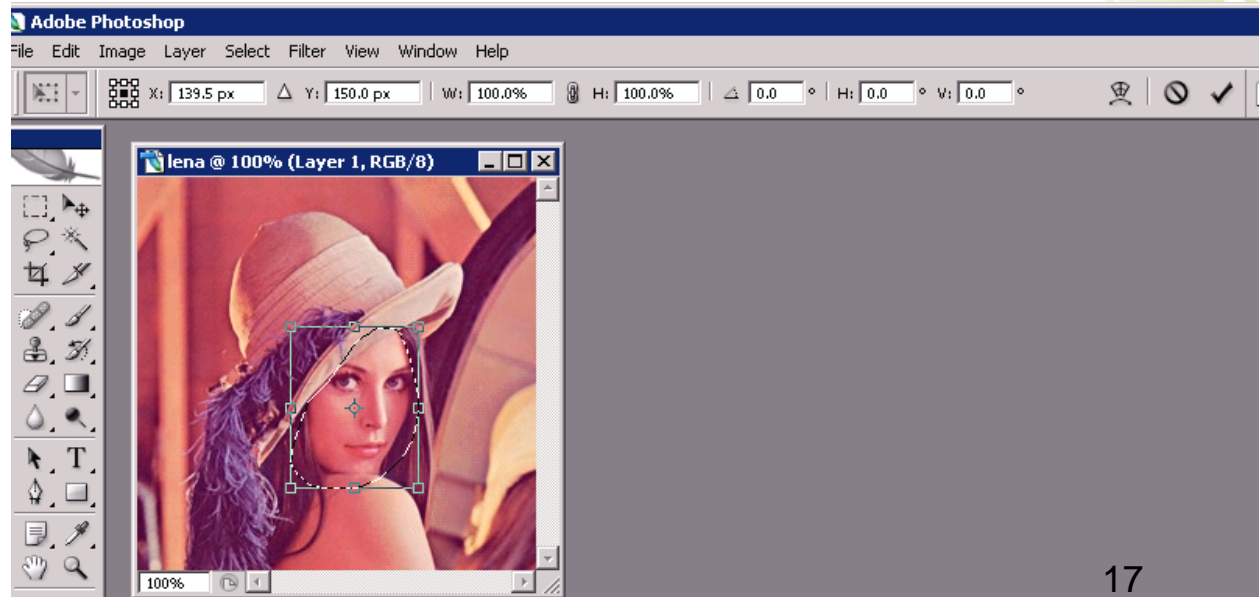 Adobe Photoshop
File Edit Image Layer Select Filter View Window Help
X: 139.5 px Δ Y: 150.0 px W: 100.0% H: 100.0% 0.0 ° H: 0.0 ° V: 0.0 °
lena @ 100% (Layer 1, RGB/8)
T
100%
17